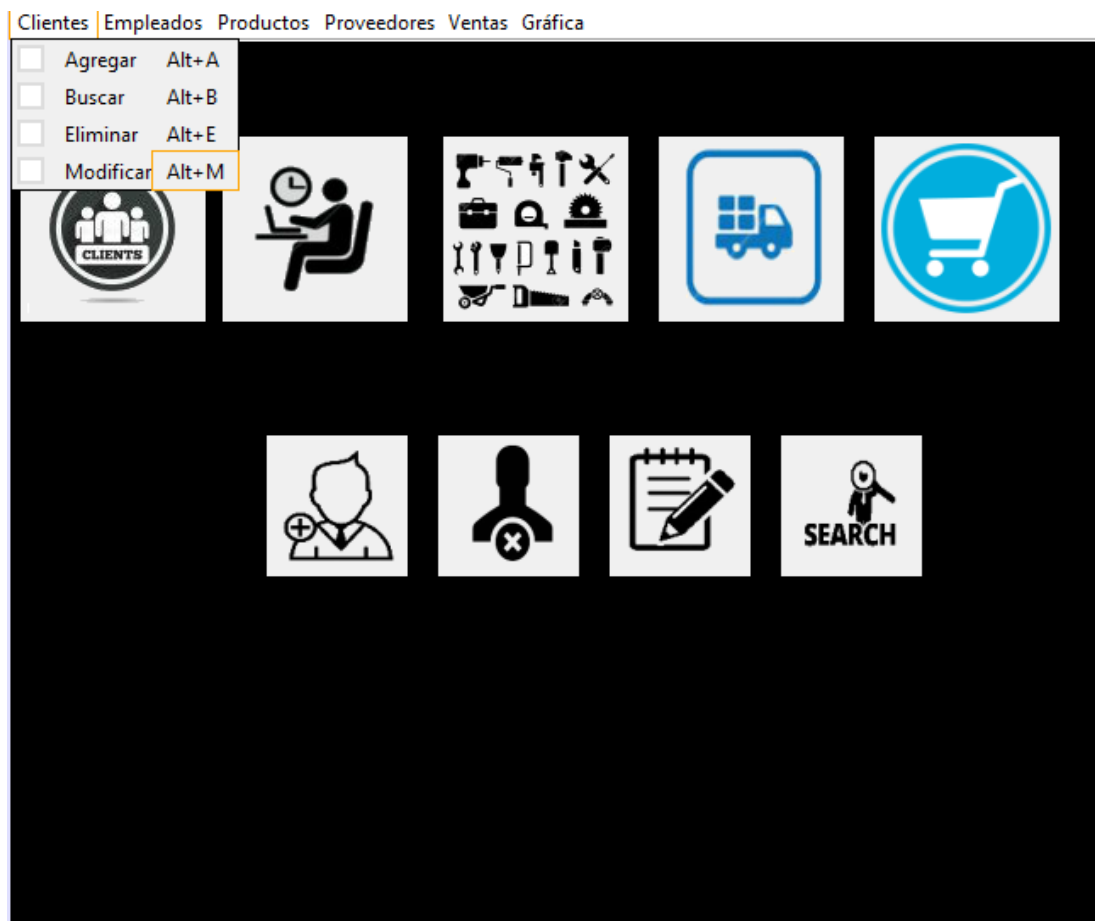 Clientes Empleados Productos Proveedores Ventas Gráfica
Agregar Alt+A
Buscar Alt+B
Eliminar Alt+E
Modificar Alt+M
CLIENTS
SEARCH